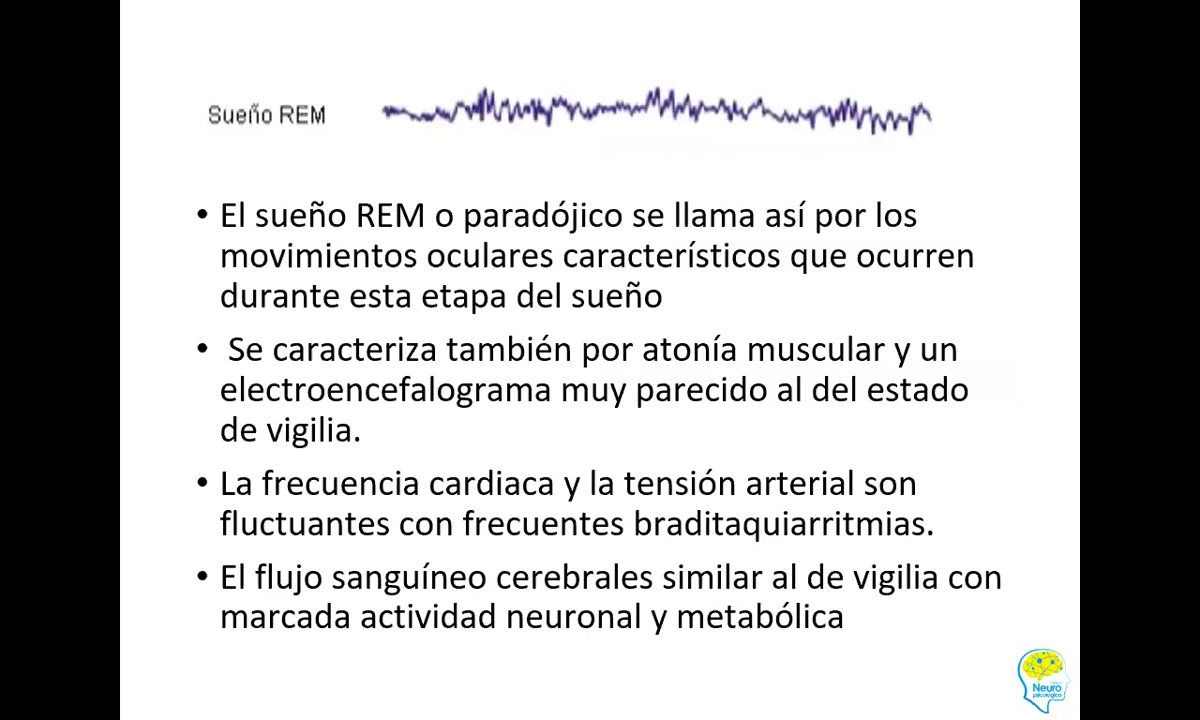 Sueño REM
• El sueño REM o paradójico se llama así por los
movimientos oculares característicos que ocurren
durante esta etapa del sueño
• Se caracteriza también por atonía muscular y un
electroencefalograma muy parecido al del estado
de vigilia.
• La frecuencia cardiaca y la tensión arterial son
fluctuantes con frecuentes braditaquiarritmias.
• El flujo sanguíneo cerebrales similar al de vigilia con
marcada actividad neuronal y metabólica
Neuro
psicológica